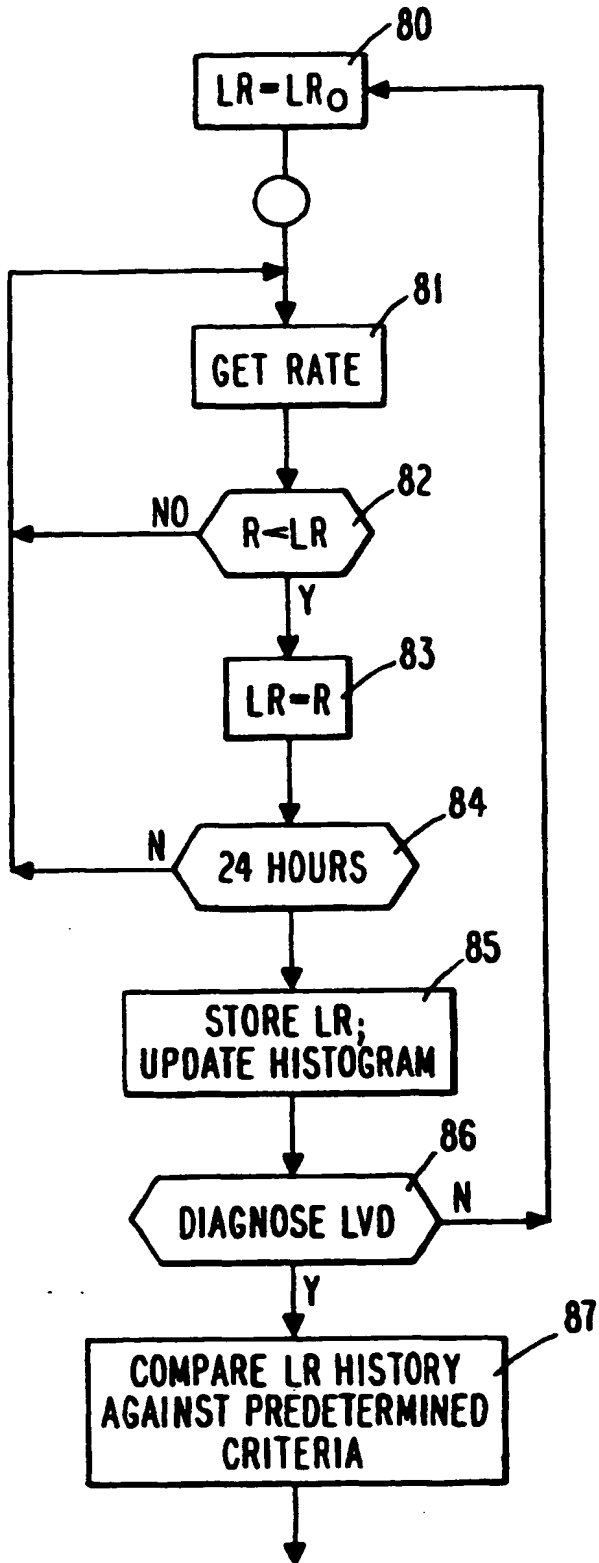 80
LR=LR0
81
GET RATE
82
NO
R<LR
Y
83
LR=R
84
N
24 HOURS
85
STORE LR;
UPDATE HISTOGRAM
86
DIAGNOSE LVD
N
Y
87
COMPARE LR HISTORY
AGAINST PREDETERMINED
CRITERIA